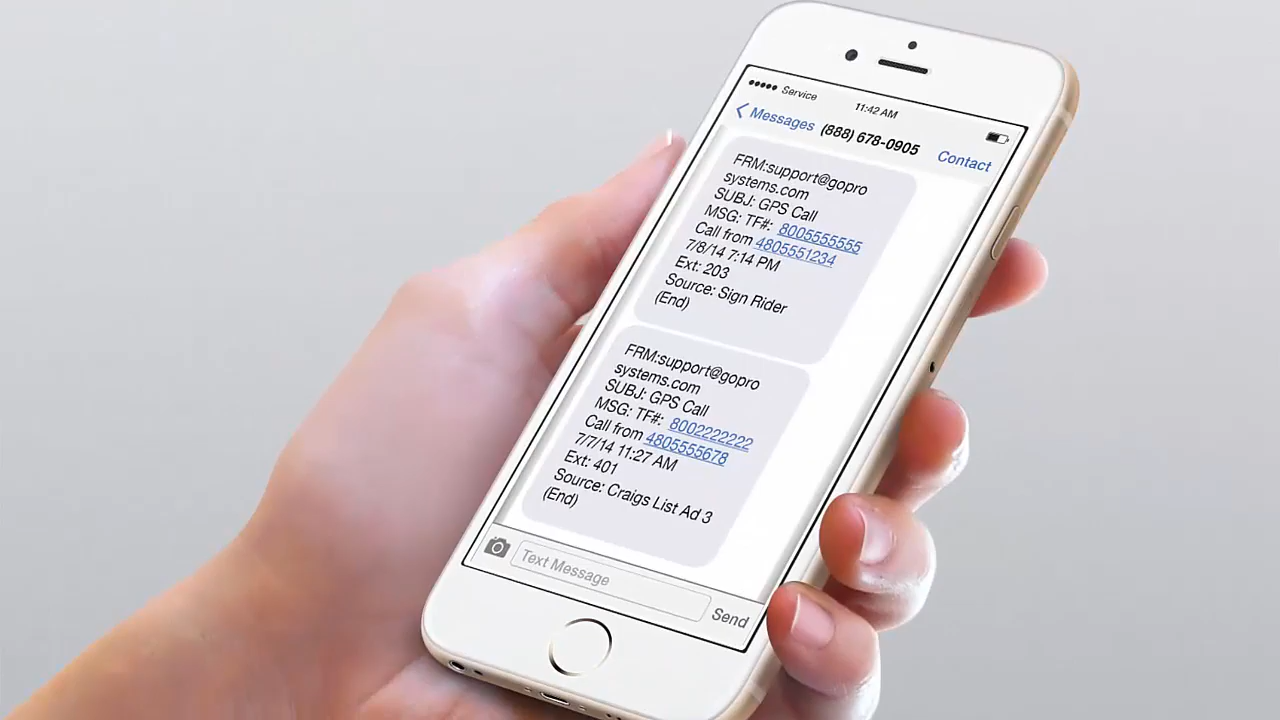 ●●●●● Service
11:42 AM
Messages
(888) 678-0905
Contact
FRM:support@gopro
systems.com
SUBJ: GPS Call
MSG: TF#: 8005555555
Call from 4805551234
7/8/14 7:14 PM
Ext: 203
Source: Sign Rider
(End)
FRM:support@gopro
systems.com
SUBJ: GPS Call
MSG: TF#: 8002222222
Call from 4805555678
7/7/14 11:27 AM
Ext: 401
Source: Craigs List Ad 3
(End)
Text Message
Send